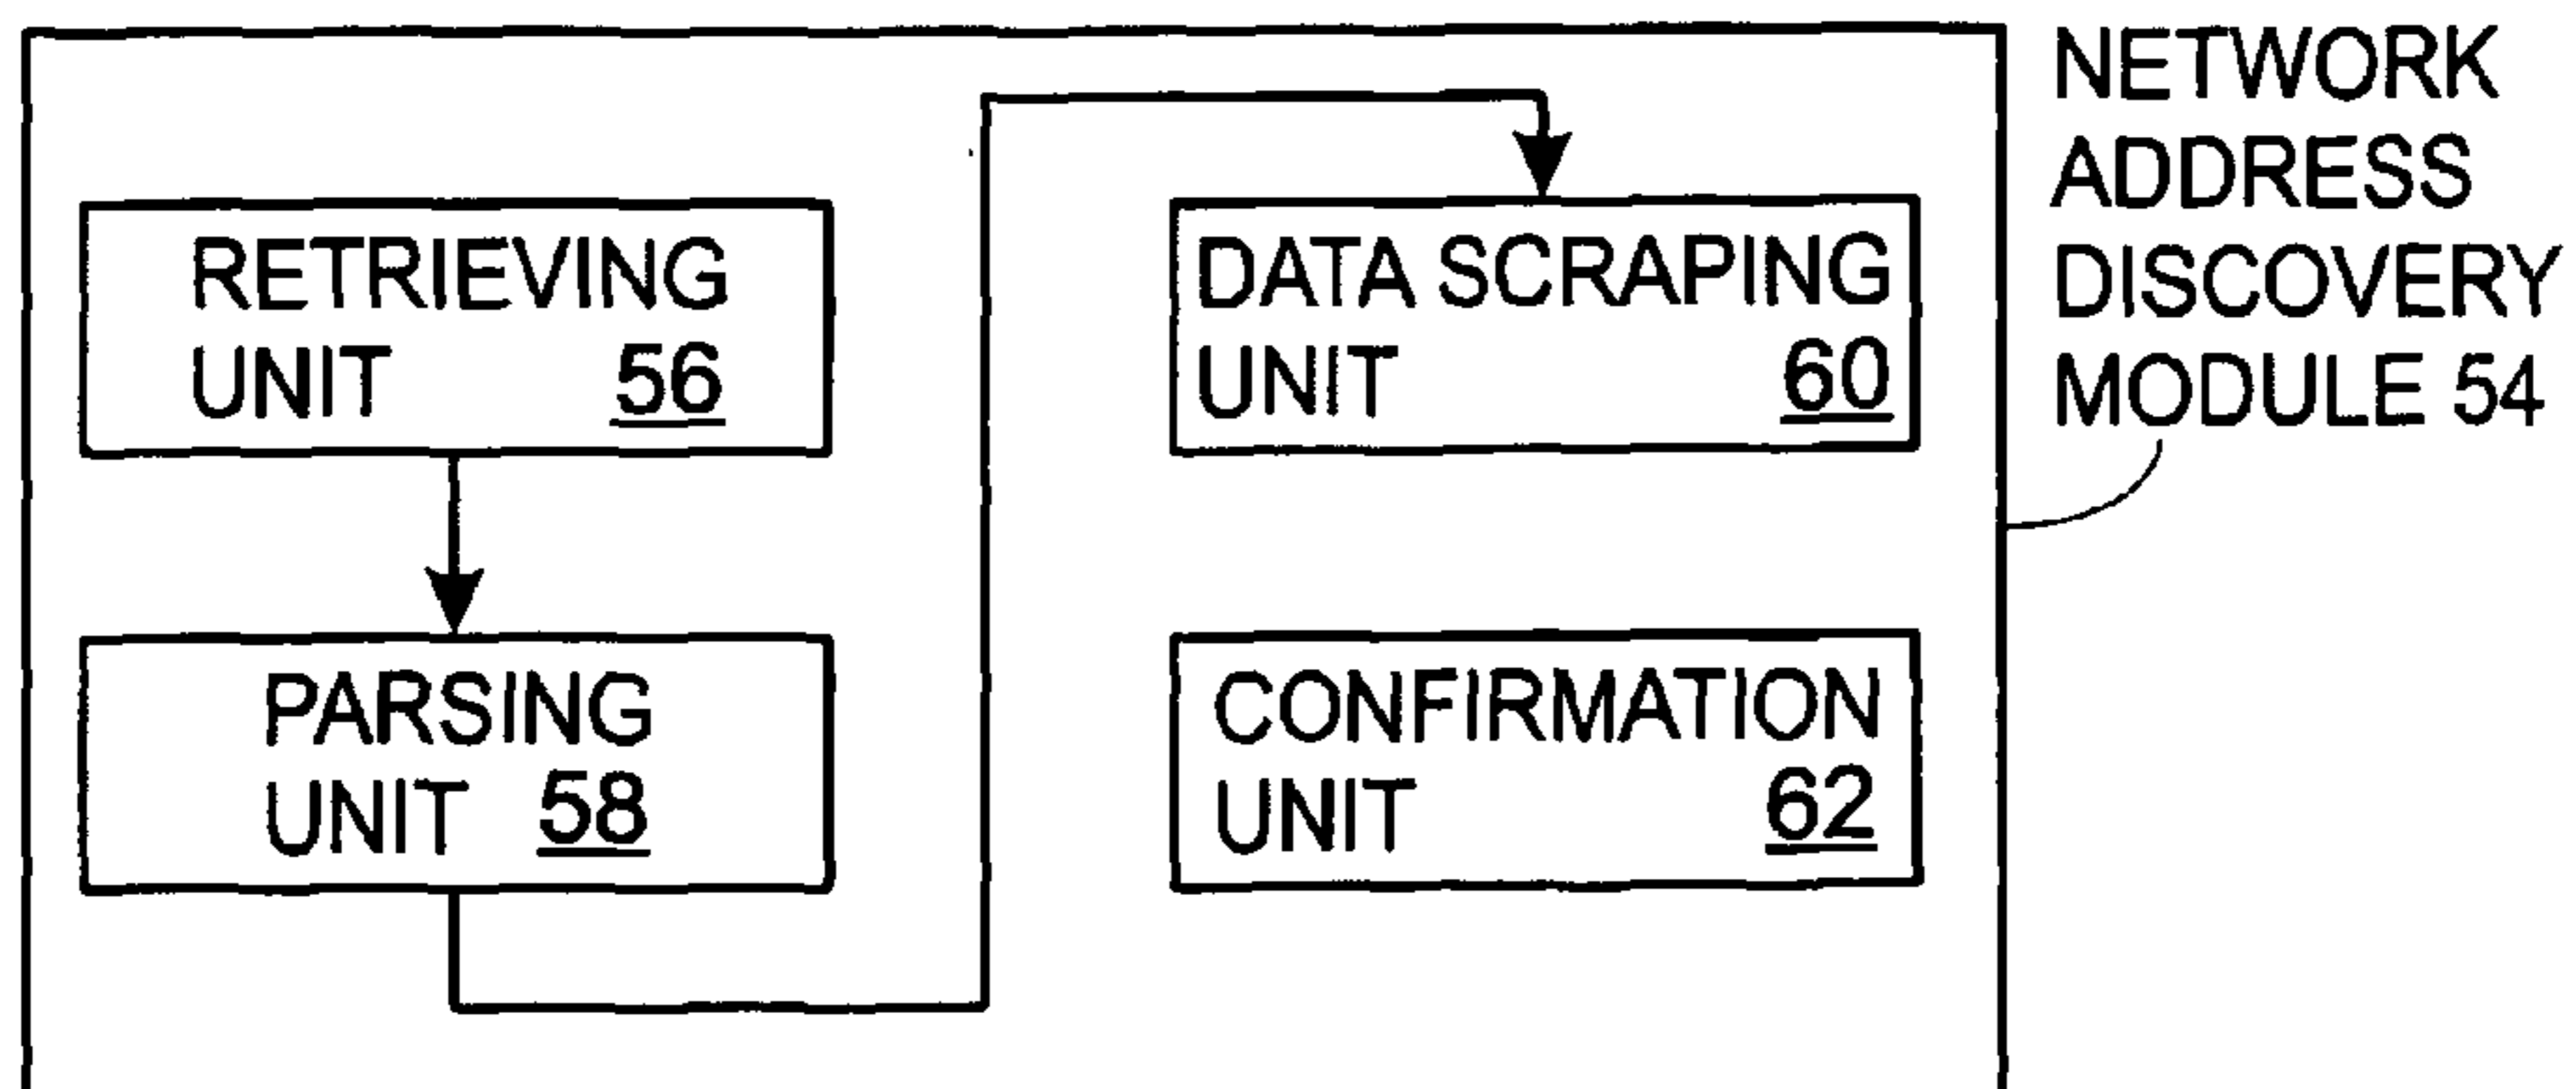 RETRIEVING
UNIT 56
PARSING
UNIT 58
DATA SCRAPING
UNIT 60
CONFIRMATION
UNIT 62
NETWORK
ADDRESS
DISCOVERY
MODULE 54